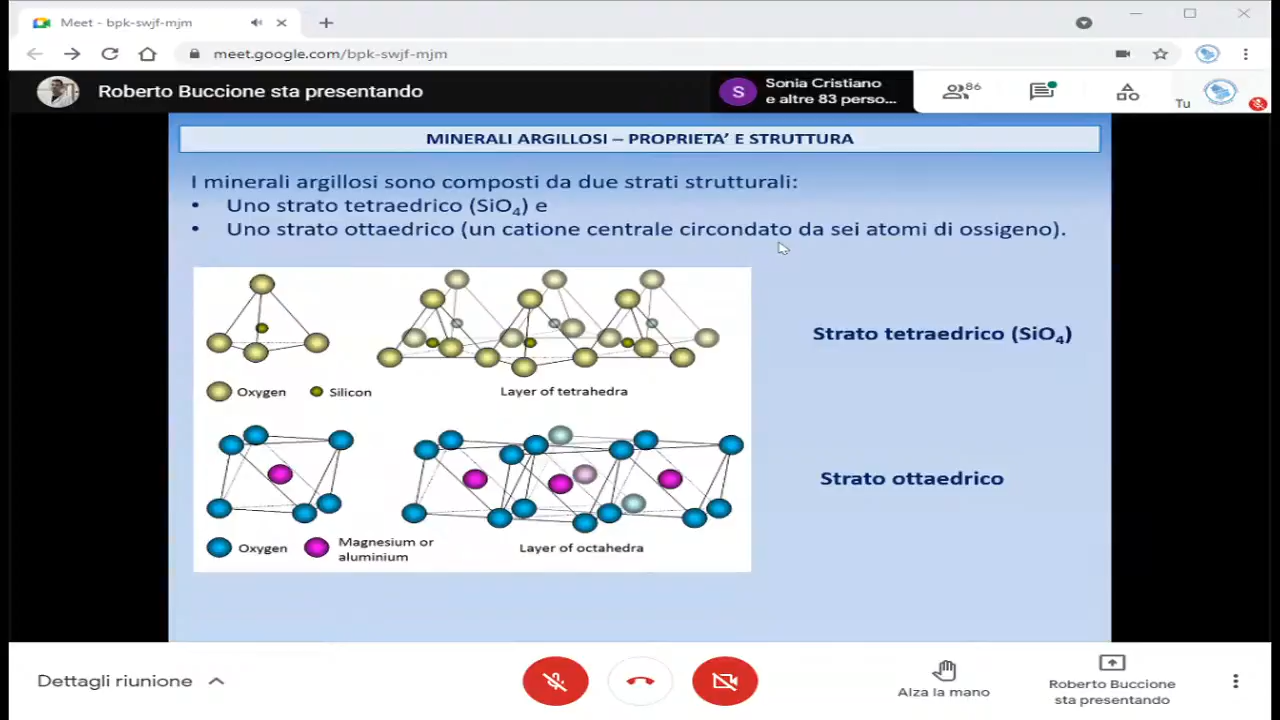 Meet - bpk-swjf-mjm
meet.google.com/bpk-swjf-mjm
Roberto Buccione sta presentando
S
Sonia Cristiano
e altre 83 perso...
86
Tu
MINERALI ARGILLOSI – PROPRIETA’ E STRUTTURA
I minerali argillosi sono composti da due strati strutturali:
• Uno strato tetraedrico (SiO₄) e
• Uno strato ottaedrico (un catione centrale circondato da sei atomi di ossigeno).
Strato tetraedrico (SiO₄)
Oxygen
Silicon
Layer of tetrahedra
Strato ottaedrico
Oxygen
Magnesium or
aluminium
Layer of octahedra
Dettagli riunione
Alza la mano
Roberto Buccione
sta presentando